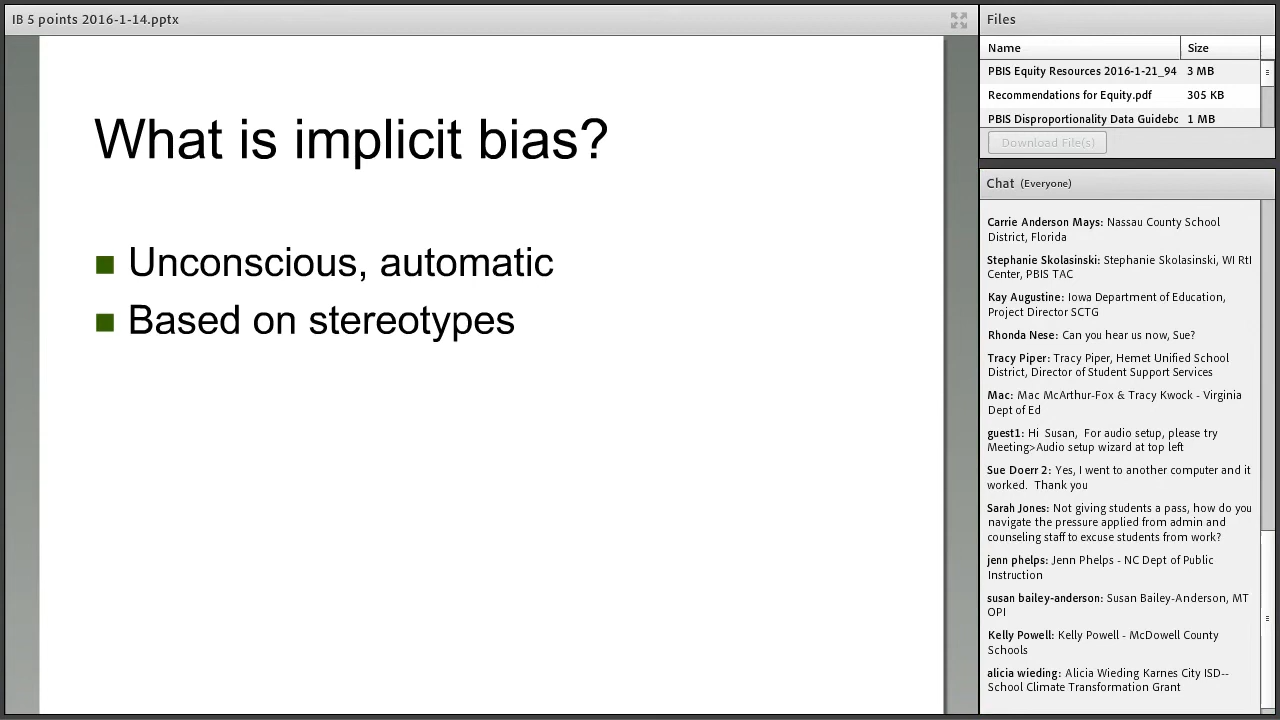 IB 5 points 2016-1-14.pptx
What is implicit bias?
Unconscious, automatic
Based on stereotypes
Files
Name Size
PBIS Equity Resources 2016-1-21_94 3 MB
Recommendations for Equity.pdf 305 KB
PBIS Disproportionality Data Guidebc 1 MB
Download File(s)
Chat (Everyone)
Carrie Anderson Mays: Nassau County School
District, Florida
Stephanie Skolasinski: Stephanie Skolasinski, WI RtI
Center, PBIS TAC
Kay Augustine: Iowa Department of Education,
Project Director SCTG
Rhonda Nese: Can you hear us now, Sue?
Tracy Piper: Tracy Piper, Hemet Unified School
District, Director of Student Support Services
Mac: Mac McArthur-Fox & Tracy Kwock - Virginia
Dept of Ed
guest1: Hi Susan, For audio setup, please try
Meeting>Audio setup wizard at top left
Sue Doerr 2: Yes, I went to another computer and it
worked. Thank you
Sarah Jones: Not giving students a pass, how do you
navigate the pressure applied from admin and
counseling staff to excuse students from work?
jenn phelps: Jenn Phelps - NC Dept of Public
Instruction
susan bailey-anderson: Susan Bailey-Anderson, MT
OPI
Kelly Powell: Kelly Powell - McDowell County
Schools
alicia wieding: Alicia Wieding Karnes City ISD--
School Climate Transformation Grant